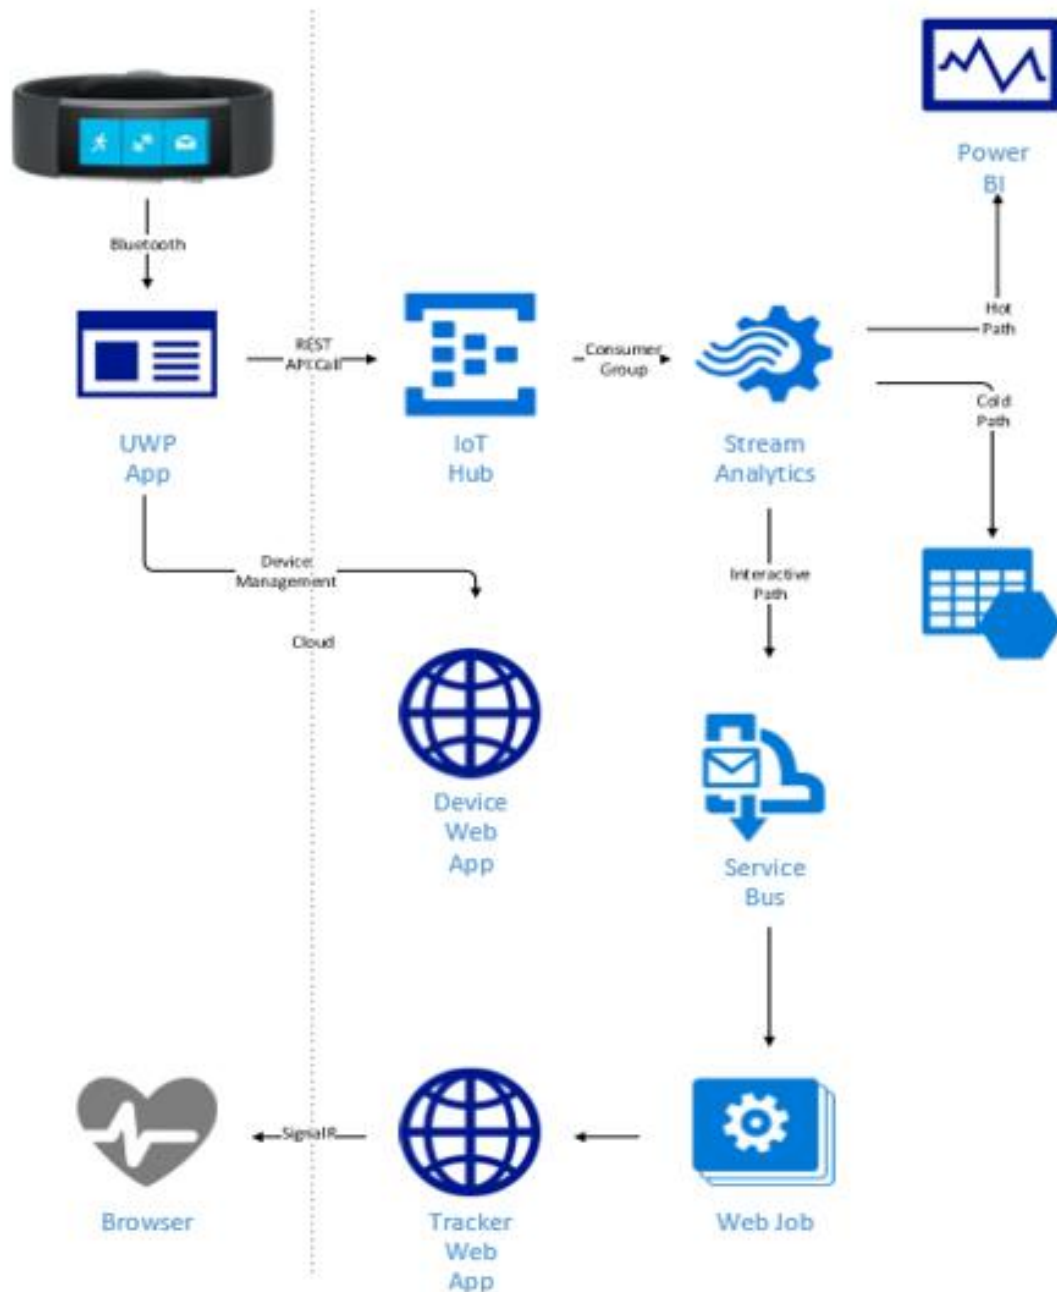 Power
BI
Bluetooth
Hot
Path
REST
API Call
Consumer
Group
Cold
Path
UWP
App
IoT
Hub
Stream
Analytics
Device
Management
Interactive
Path
Cloud
Device
Web
App
Service
Bus
SignalR
Browser
Tracker
Web
App
Web Job